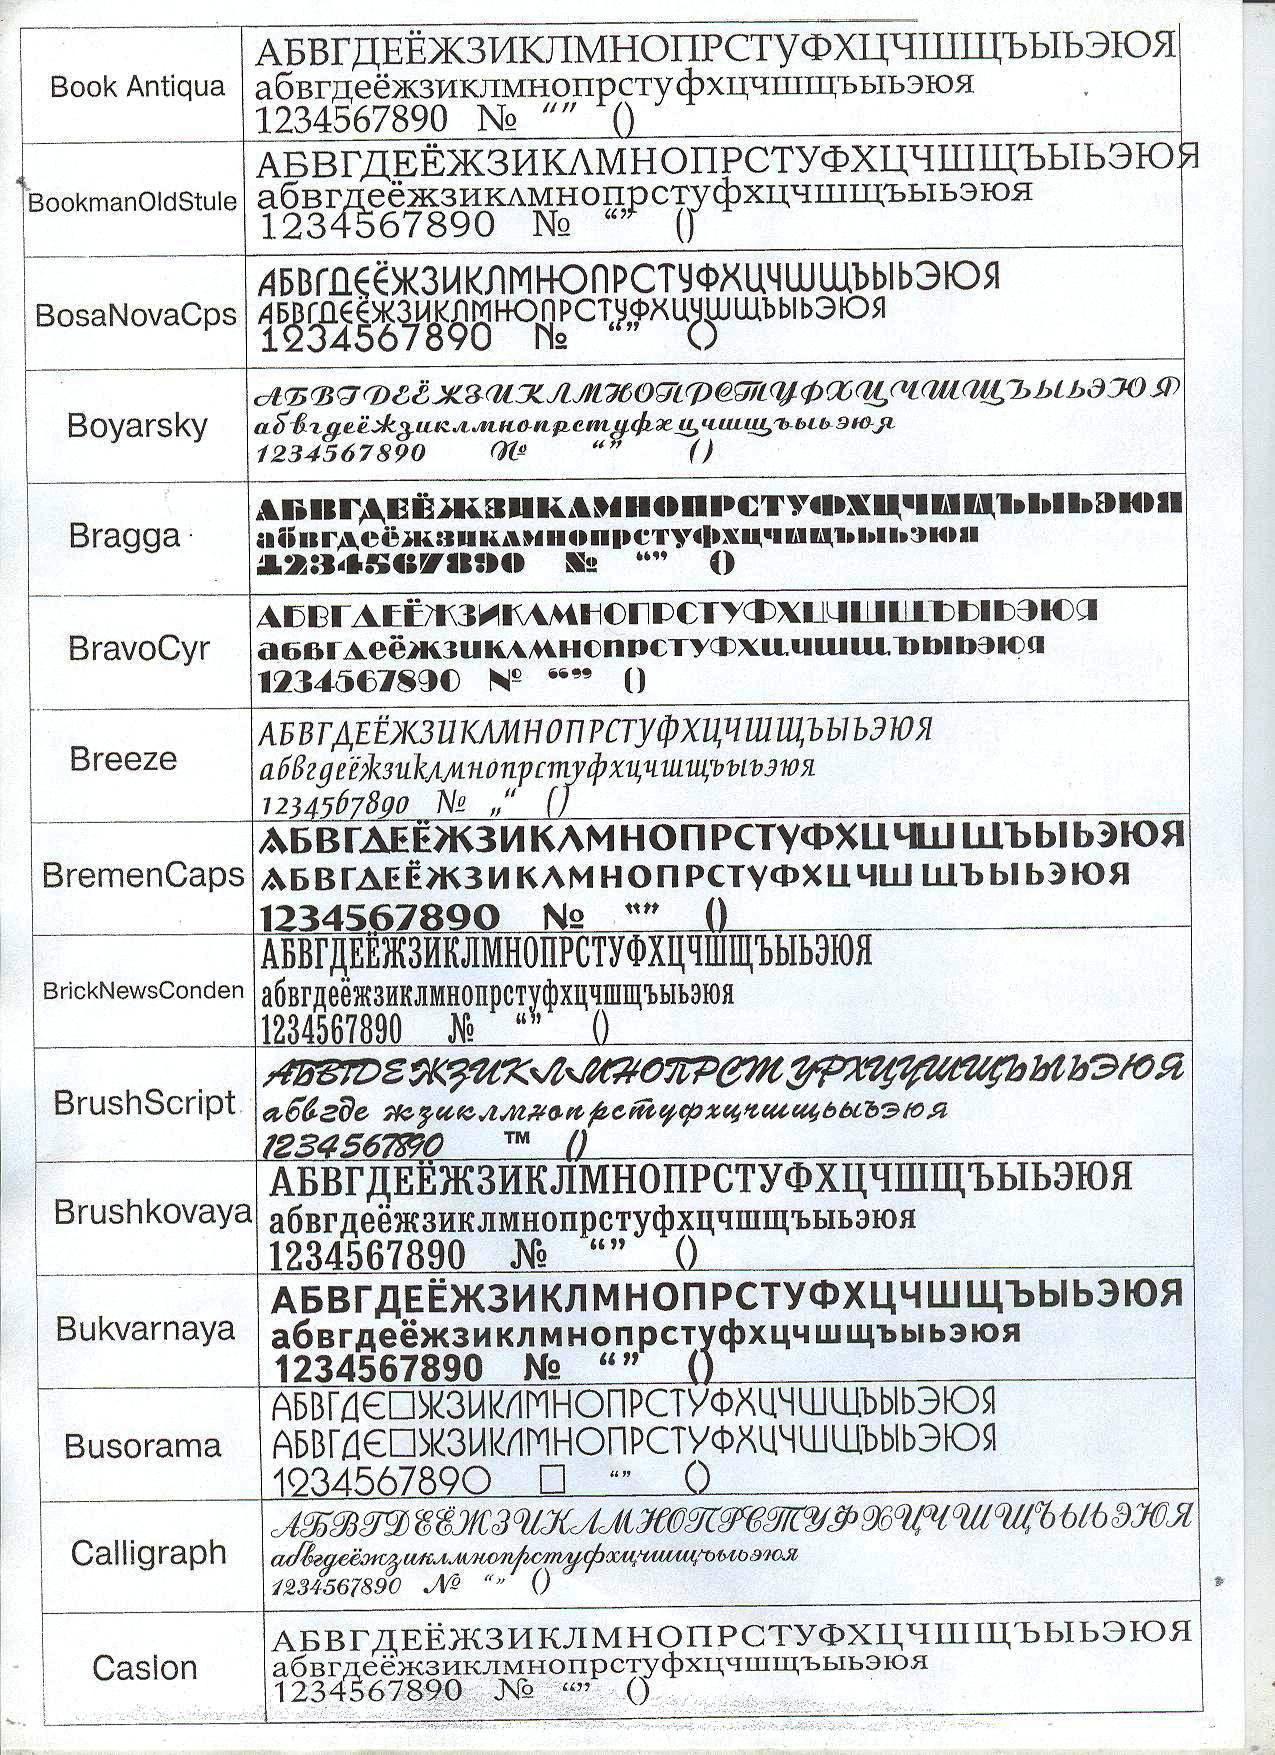 Book Antiqua
АБВГДЕЁЖЗИКЛМНОПРСТУФХЦЧШЩЪЫЬЭЮЯ
абвгдеёжзиклмнопрстуфхцчшщъыьэюя
1234567890 № “” ()
BookmanOldStule
АБВГДЕЁЖЗИКЛМНОПРСТУФХЦЧШЩЪЫЬЭЮЯ
абвгдеёжзиклмнопрстуфхцчшщъыьэюя
1234567890 № “” ()
BosaNovaCps
АБВГДЕЁЖЗИКЛМНОПРСТУФХЦЧШЩЪЫЬЭЮЯ
АБВГДЕЁЖЗИКЛМНОПРСТУФХЦЧШЩЪЫЬЭЮЯ
1234567890 № “” ()
Boyarsky
АБВГДЕЁЖЗИКЛМНОПРСТУФХЦЧШЩЪЫЬЭЮЯ
абвгдеёжзиклмнопрстуфхцчшщъыьэюя
1234567890 № “” ()
Bragga
АБВГДЕЁЖЗИКЛМНОПРСТУФХЦЧШЩЪЫЬЭЮЯ
абвгдеёжзиклмнопрстуфхцчшщъыьэюя
1234567890 № “” ()
BravoCyr
АБВГДЕЁЖЗИКЛМНОПРСТУФХЦЧШЩЪЫЬЭЮЯ
абвгдеёжзиклмнопрстуфхцчшщъыьэюя
1234567890 № “” ()
Breeze
АБВГДЕЁЖЗИКЛМНОПРСТУФХЦЧШЩЪЫЬЭЮЯ
абвгдеёжзиклмнопрстуфхцчшщъыьэюя
1234567890 № „“ ()
BremenCaps
АБВГДЕЁЖЗИКЛМНОПРСТУФХЦЧШЩЪЫЬЭЮЯ
АБВГДЕЁЖЗИКЛМНОПРСТУФХЦЧШЩЪЫЬЭЮЯ
1234567890 № “” ()
BrickNewsConden
АБВГДЕЁЖЗИКЛМНОПРСТУФХЦЧШЩЪЫЬЭЮЯ
абвгдеёжзиклмнопрстуфхцчшщъыьэюя
1234567890 № “” ()
BrushScript
АБВГДЕ ЖЗИКЛМНОПРСТУФХЦЧШЩЬЫЪЭЮЯ
абвгде жзиклмнопрстуфхцчшщьыъэюя
1234567890 ™ ()
Brushkovaya
АБВГДЕЁЖЗИКЛМНОПРСТУФХЦЧШЩЪЫЬЭЮЯ
абвгдеёжзиклмнопрстуфхцчшщъыьэюя
1234567890 № “” ()
Bukvarnaya
АБВГДЕЁЖЗИКЛМНОПРСТУФХЦЧШЩЪЫЬЭЮЯ
абвгдеёжзиклмнопрстуфхцчшщъыьэюя
1234567890 № “” ()
Busorama
АБВГДЕ□ЖЗИКЛМНОПРСТУФХЦЧШЩЪЫЬЭЮЯ
АБВГДЕ□ЖЗИКЛМНОПРСТУФХЦЧШЩЪЫЬЭЮЯ
1234567890 □ “” ()
Calligraph
АБВГДЕЁЖЗИКЛМНОПРСТУФХЦЧШЩЪЫЬЭЮЯ
абвгдеёжзиклмнопрстуфхцчшщъыьэюя
1234567890 № “” ()
Caslon
АБВГДЕЁЖЗИКЛМНОПРСТУФХЦЧШЩЪЫЬЭЮЯ
абвгдеёжзиклмнопрстуфхцчшщъыьэюя
1234567890 № “” ()